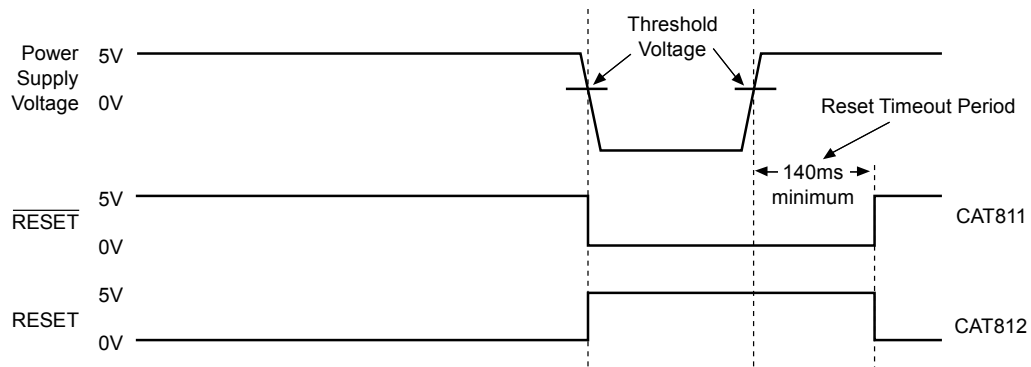 Threshold
Voltage
Power
Supply
Voltage
5V
0V
Reset Timeout Period
140ms
minimum
RESET
5V
0V
CAT811
RESET
5V
0V
CAT812